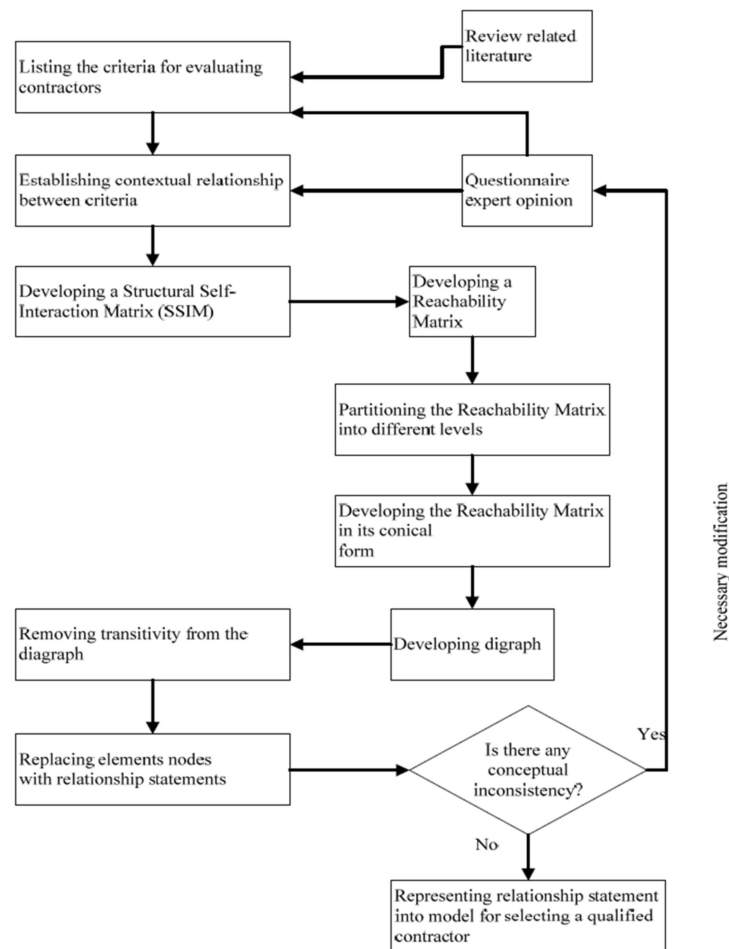 Review related
literature
Listing the criteria for evaluating
contractors
Establishing contextual relationship
between criteria
Questionnaire
expert opinion
Developing a Structural Self-
Interaction Matrix (SSIM)
Developing a
Reachability
Matrix
Partitioning the Reachability Matrix
into different levels
Developing the Reachability Matrix
in its conical
form
Necessary modification
Developing digraph
Removing transitivity from the
diagraph
Replacing elements nodes
with relationship statements
Is there any
conceptual
inconsistency?
Yes
No
Representing relationship statement
into model for selecting a qualified
contractor